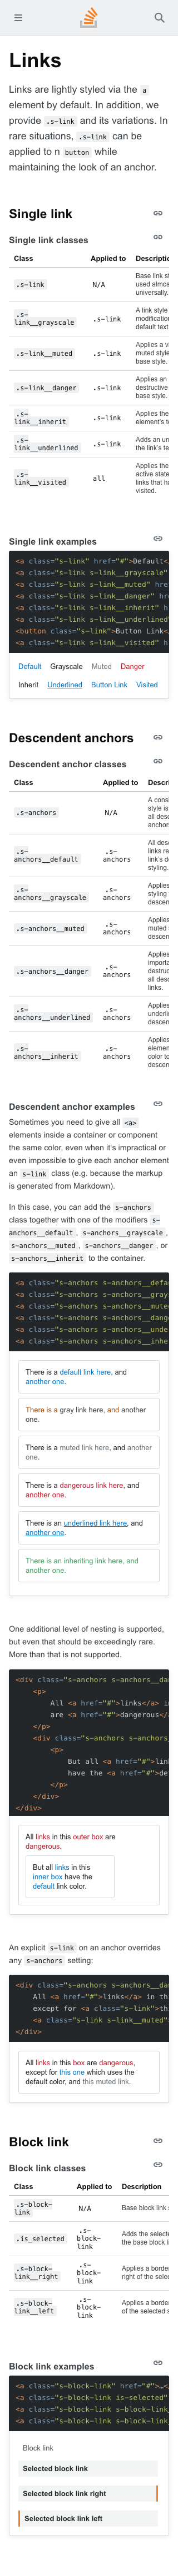 Links
Links are lightly styled via the a
element by default. In addition, we
provide .s-link and its variations. In
rare situations, .s-link can be
applied to n button while
maintaining the look of an anchor.
Single link
Single link classes
Class Applied to Descriptio
.s-link N/A Base link st used almos universally.
.s-link__grayscale .s-link A link style modification default text
.s-link__muted .s-link Applies a v muted style base style.
.s-link__danger .s-link Applies an destructive base style.
.s-link__inherit .s-link Applies the element's t
.s-link__underlined .s-link Adds an un the link's te
.s-link__visited all Applies the active state links that ha visited.
Single link examples
<a class="s-link" href="#">Default<
<a class="s-link s-link__grayscale"
<a class="s-link s-link__muted" hre
<a class="s-link s-link__danger" hr
<a class="s-link s-link__inherit" h
<a class="s-link s-link__underlined"
<button class="s-link">Button Link<
<a class="s-link s-link__visited" h
Default Grayscale Muted Danger
Inherit Underlined Button Link Visited
Descendant anchors
Descendant anchor classes
Class Applied to Descri
.s-anchors N/A A consi style is all desc anchor
.s-anchors__default .s-anchors All desc links re link's d styling.
.s-anchors__grayscale .s-anchors Applies styling descen
.s-anchors__muted .s-anchors Applies muted descen
.s-anchors__danger .s-anchors Applies importa destruc all desc links.
.s-anchors__underlined .s-anchors Applies underli descen
.s-anchors__inherit .s-anchors Applies elemen color to descen
Descendant anchor examples
Sometimes you need to give all <a>
elements inside a container or component
the same color, even when it's impractical or
even impossible to give each anchor element
an s-link class (e.g. because the markup
is generated from Markdown).
In this case, you can add the s-anchors
class together with one of the modifiers s-
anchors__default, s-anchors__grayscale,
s-anchors__muted, s-anchors__danger, or
s-anchors__inherit to the container.
<a class="s-anchors s-anchors__defau
<a class="s-anchors s-anchors__gray
<a class="s-anchors s-anchors__mute
<a class="s-anchors s-anchors__dang
<a class="s-anchors s-anchors__unde
<a class="s-anchors s-anchors__inhe
There is a default link here, and
another one.
There is a gray link here, and another
one.
There is a muted link here, and another
one.
There is a dangerous link here, and
another one.
There is an underlined link here, and
another one.
There is an inheriting link here, and
another one.
One additional level of nesting is supported,
but even that should be exceedingly rare.
More than that is not supported.
<div class="s-anchors s-anchors__da
<p>
All <a href="#">links</a> i
are <a href="#">dangerous</
</p>
<div class="s-anchors s-anchors
<p>
But all <a href="#">lin
have the <a href="#">de
</p>
</div>
</div>
All links in this outer box are
dangerous.
But all links in this
inner box have the
default link color.
An explicit s-link on an anchor overrides
any s-anchors setting:
<div class="s-anchors s-anchors__da
All <a href="#">links</a> in th
except for <a class="s-link">th
<a class="s-link s-link__muted"
</div>
All links in this box are dangerous,
except for this one which uses the
default color, and this muted link.
Block link
Block link classes
Class Applied to Description
.s-block-link N/A Base block link s
.is_selected .s-block-link Adds the selecte the base block li
.s-block-link__right .s-block-link Applies a border right of the selec
.s-block-link__left .s-block-link Applies a border of the selected s
Block link examples
<a class="s-block-link" href="#">…<
<a class="s-block-link is-selected"
<a class="s-block-link s-block-link
<a class="s-block-link s-block-link
Block link
Selected block link
Selected block link right
Selected block link left